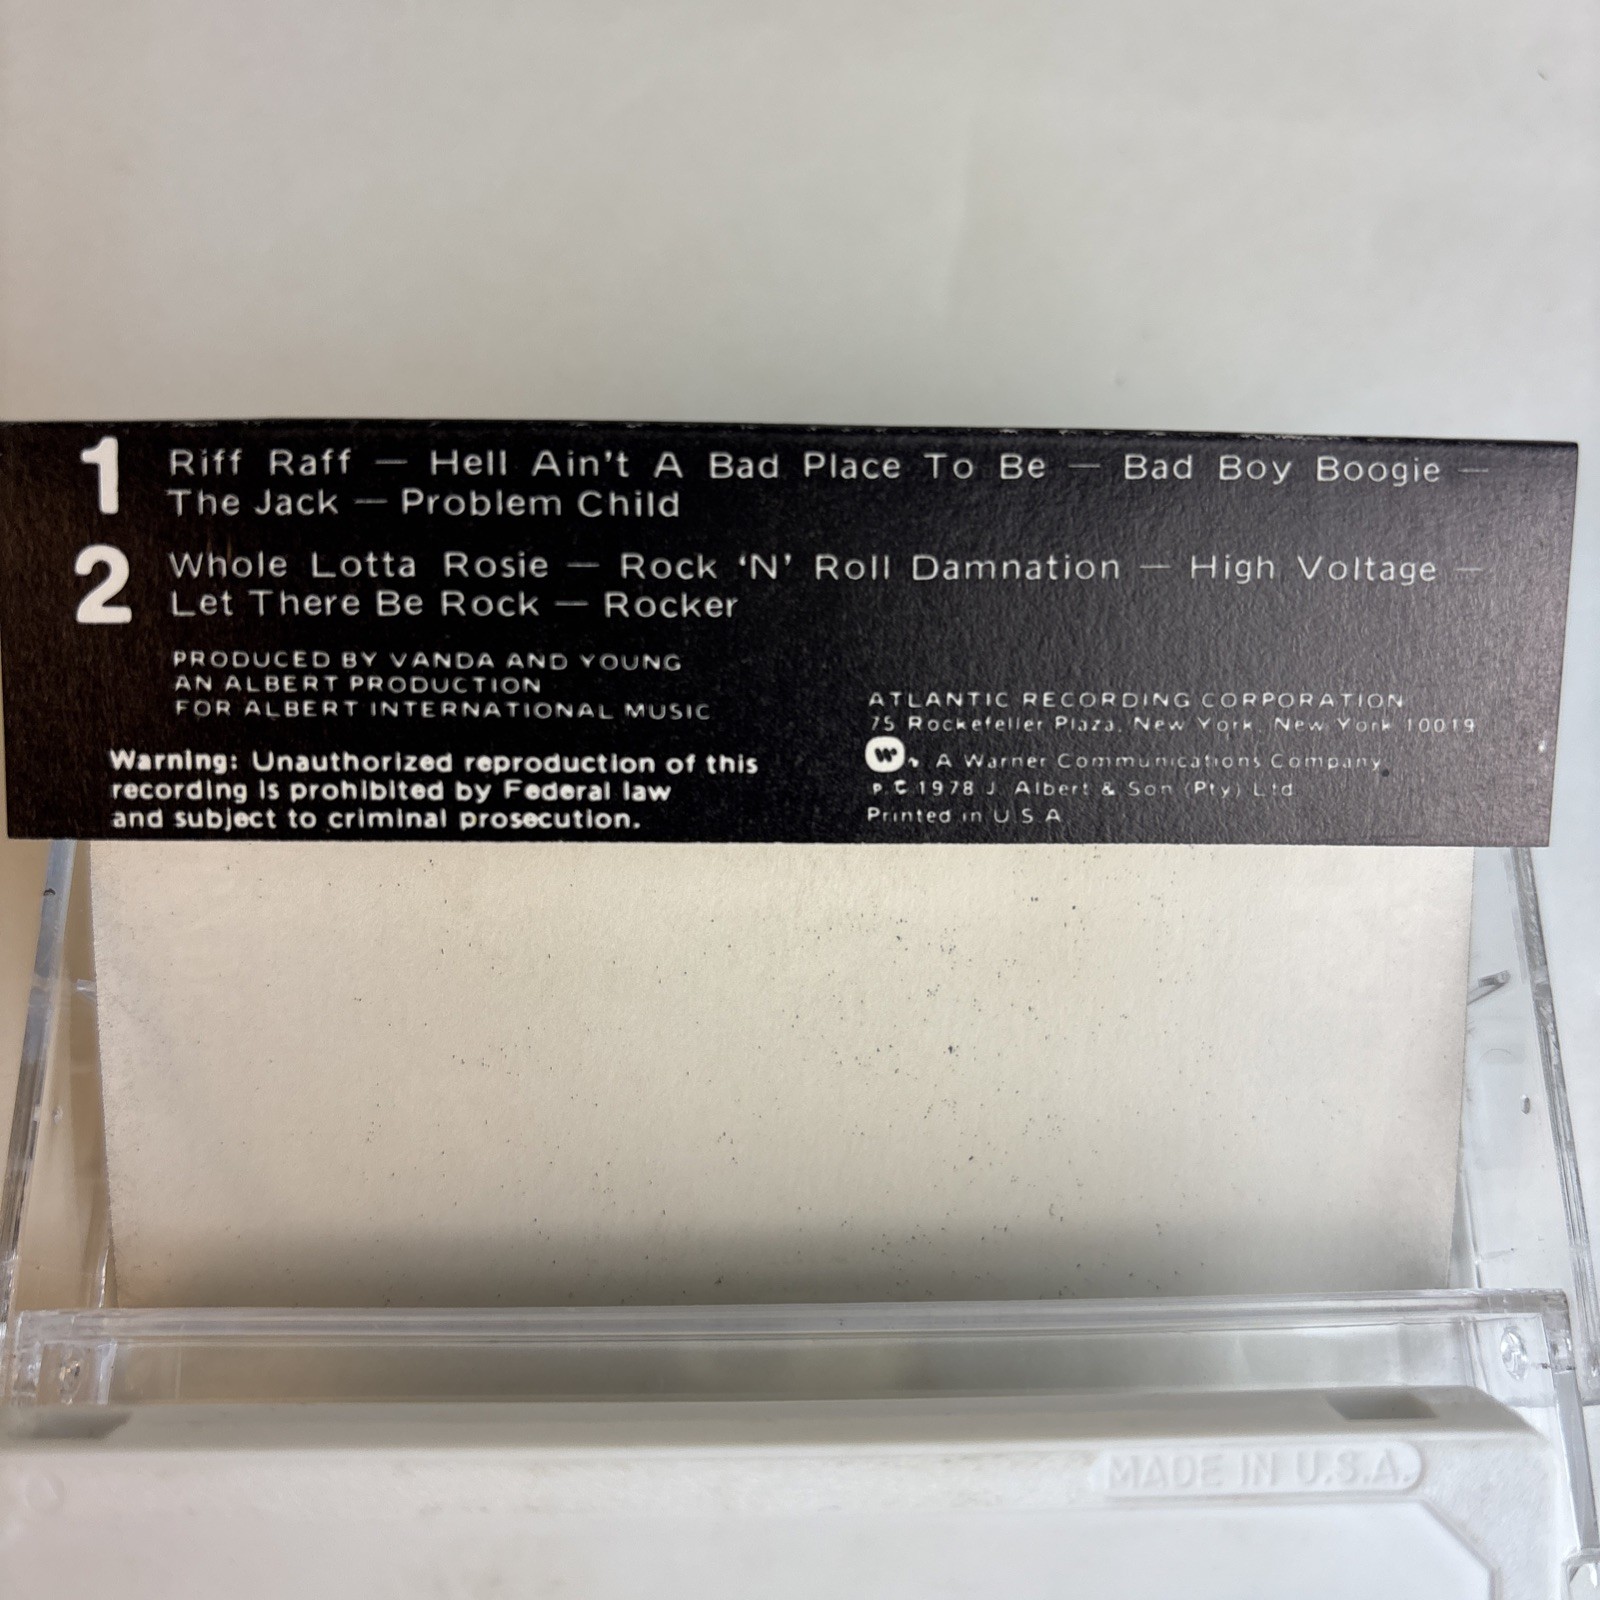 1 Riff Raff — Hell Ain't A Bad Place To Be — Bad Boy Boogie —
The Jack — Problem Child
2 Whole Lotta Rosie — Rock 'N' Roll Damnation — High Voltage —
Let There Be Rock — Rocker
PRODUCED BY VANDA AND YOUNG
AN ALBERT PRODUCTION
FOR ALBERT INTERNATIONAL MUSIC
Warning: Unauthorized reproduction of this
recording is prohibited by Federal law
and subject to criminal prosecution.
ATLANTIC RECORDING CORPORATION
75 Rockefeller Plaza, New York, New York 10019
W, A Warner Communications Company
P. C 1978 J. Albert & Son (Pty) Ltd
Printed in U S A
MADE IN U.S.A.